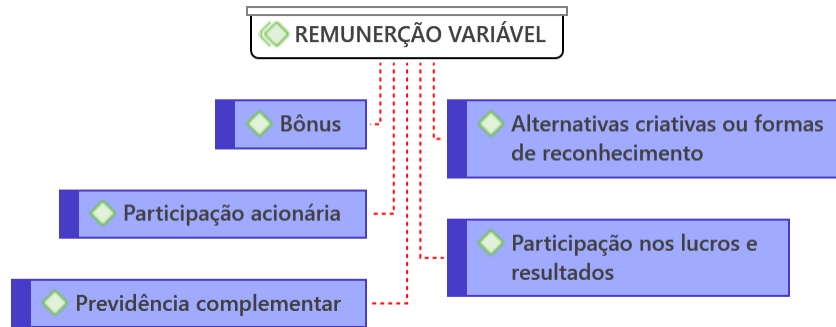 REMUNERÇÃO VARIÁVEL
Bônus
Participação acionária
Previdência complementar
Alternativas criativas ou formas
de reconhecimento
Participação nos lucros e
resultados